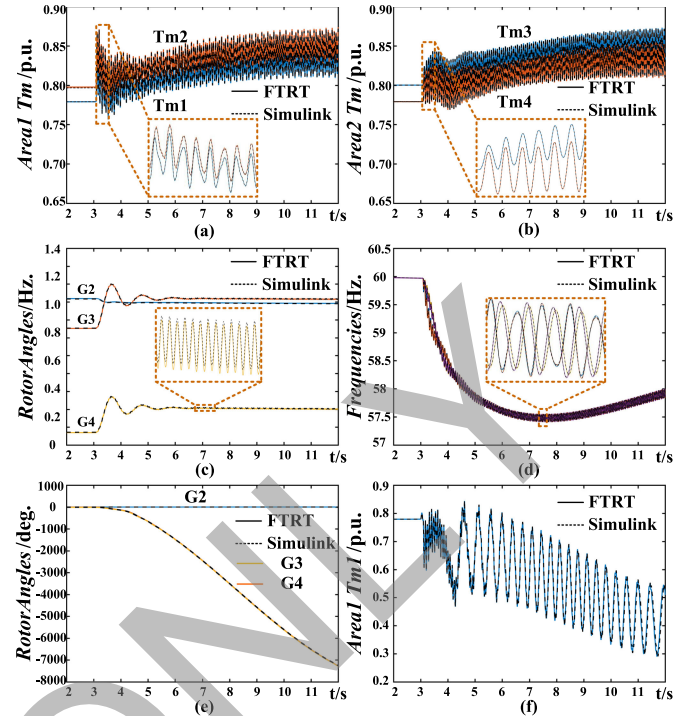 Area1 Tm /p.u.
0.90
0.85
0.80
0.75
0.70
0.65
Tm2
Tm1
FTRT
Simulink
2 3 4 5 6 7 8 9 10 11 t/s
(a)
Area2 Tm /p.u.
0.90
0.85
0.80
0.75
0.70
0.65
Tm3
Tm4
FTRT
Simulink
2 3 4 5 6 7 8 9 10 11 t/s
(b)
RotorAngles/Hz.
1.4
1.2
1.0
0.8
0.6
0.4
0.2
0
G2
G3
G4
FTRT
Simulink
2 3 4 5 6 7 8 9 10 11 t/s
(c)
Frequencies/Hz.
60.5
60
59.5
59
58.5
58
57.5
57
FTRT
Simulink
2 3 4 5 6 7 8 9 10 11 t/s
(d)
RotorAngles /deg.
1000
0
-1000
-2000
-3000
-4000
-5000
-6000
-7000
-8000
G2
FTRT
Simulink
G3
G4
2 3 4 5 6 7 8 9 10 11 t/s
(e)
Area1 Tm1 /p.u.
0.9
0.8
0.7
0.6
0.5
0.4
0.3
0.2
FTRT
Simulink
2 3 4 5 6 7 8 9 10 11 t/s
(f)